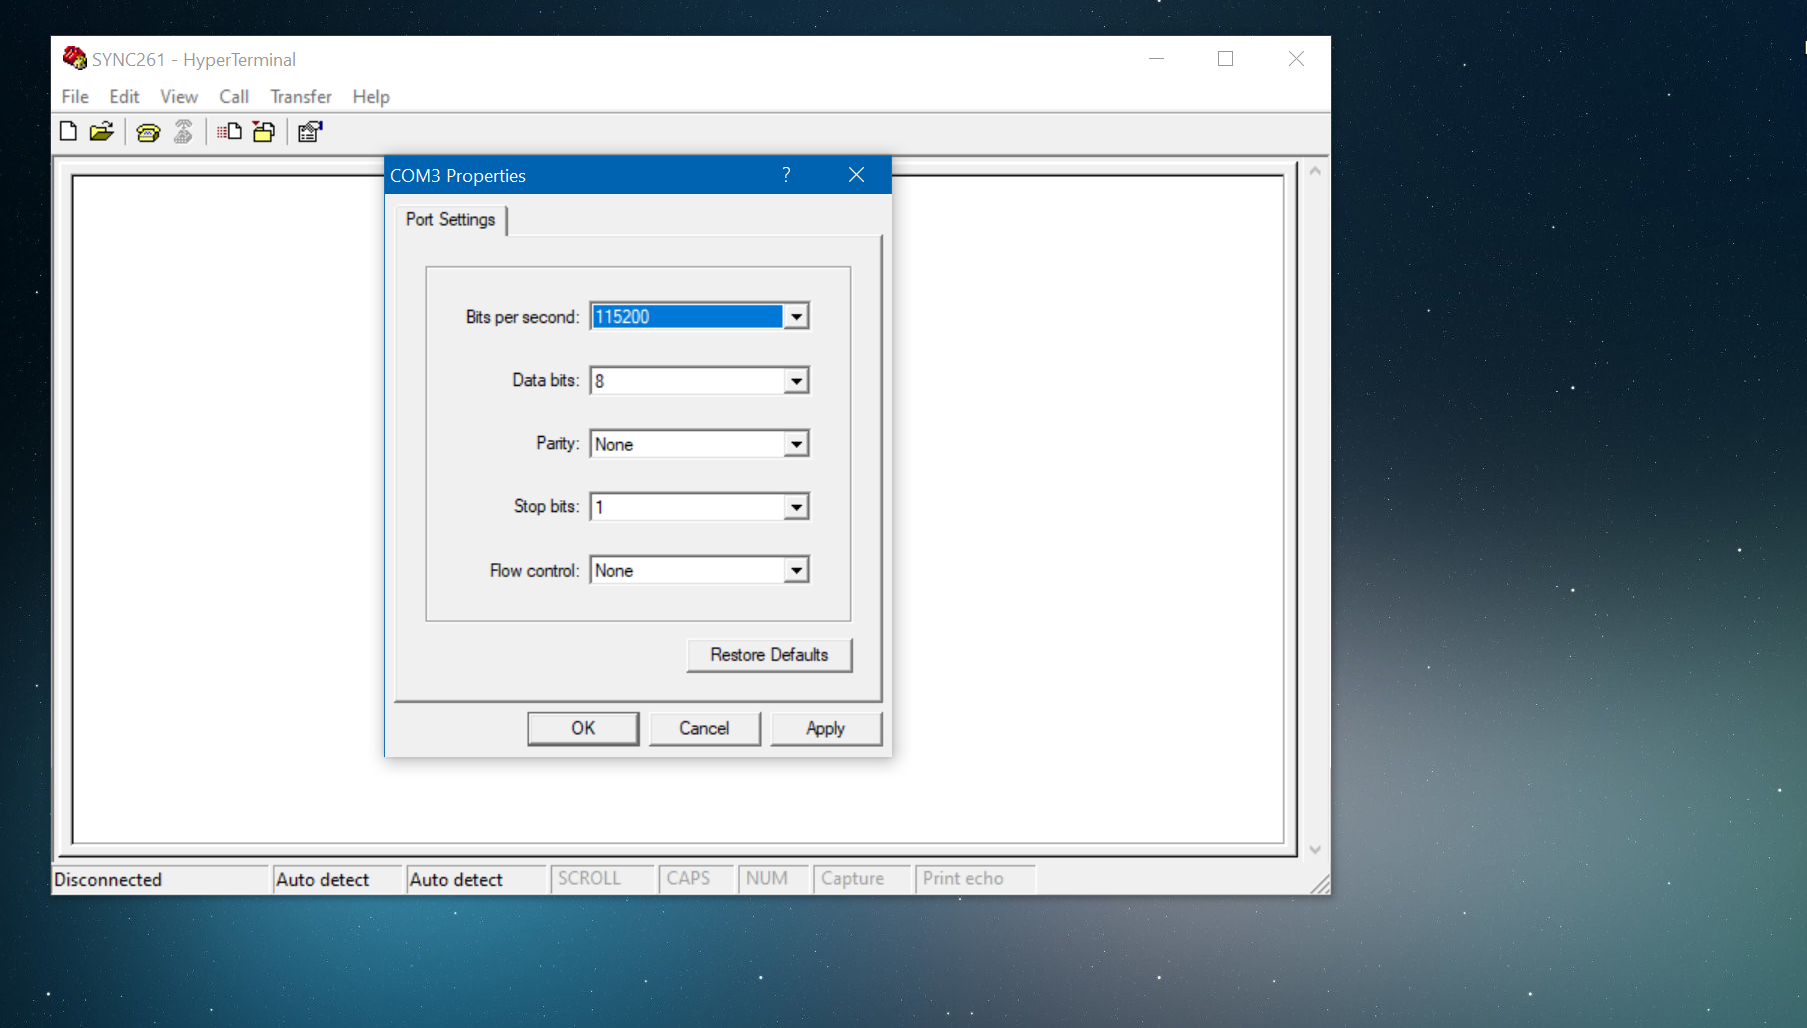 SYNC261 - HyperTerminal
File Edit View Call Transfer Help
COM3 Properties ?
Port Settings
Bits per second: 115200
Data bits: 8
Parity: None
Stop bits: 1
Flow control: None
Restore Defaults
OK Cancel Apply
Disconnected Auto detect Auto detect SCROLL CAPS NUM Capture Print echo